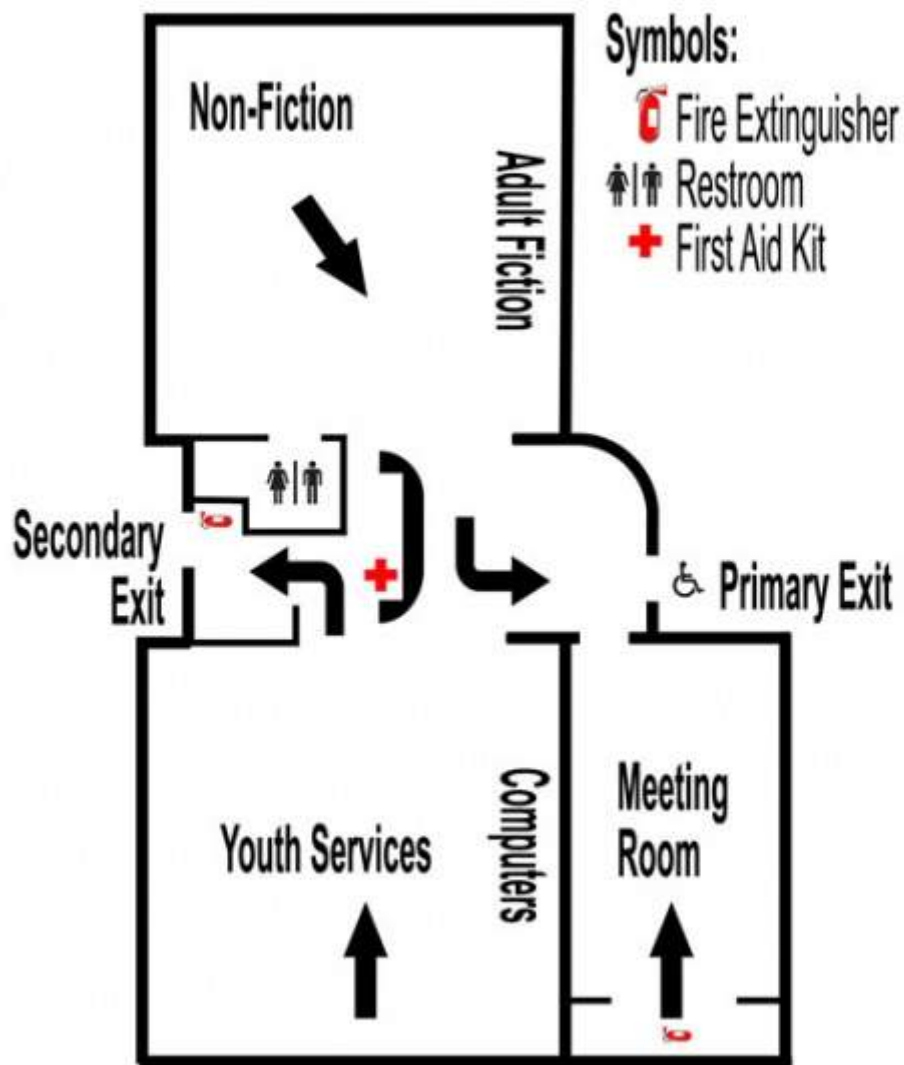 Symbols:
Fire Extinguisher
Restroom
First Aid Kit
Non-Fiction
Adult Fiction
Secondary
Exit
Primary Exit
Youth Services
Computers
Meeting
Room